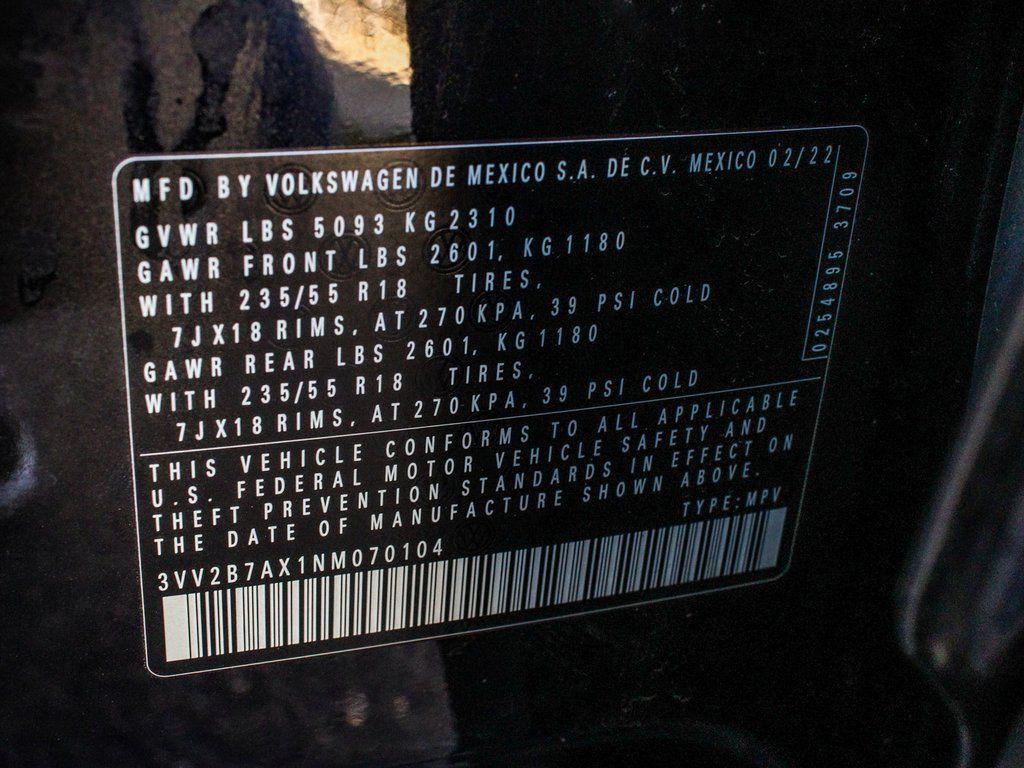 MFD BY VOLKSWAGEN DE MEXICO S.A. DE C.V. MEXICO 02/22
GVWR LBS 5093 KG 2310
GAWR FRONT LBS 2601, KG 1180
WITH 235/55 R18 TIRES,
7JX18 RIMS, AT 270 KPA, 39 PSI COLD
GAWR REAR LBS 2601, KG 1180
WITH 235/55 R18 TIRES,
7JX18 RIMS, AT 270 KPA, 39 PSI COLD
0254895 3709
THIS VEHICLE CONFORMS TO ALL APPLICABLE
U.S. FEDERAL MOTOR VEHICLE SAFETY AND
THEFT PREVENTION STANDARDS IN EFFECT ON
THE DATE OF MANUFACTURE SHOWN ABOVE.
TYPE: MPV
3VV2B7AX1NM070104